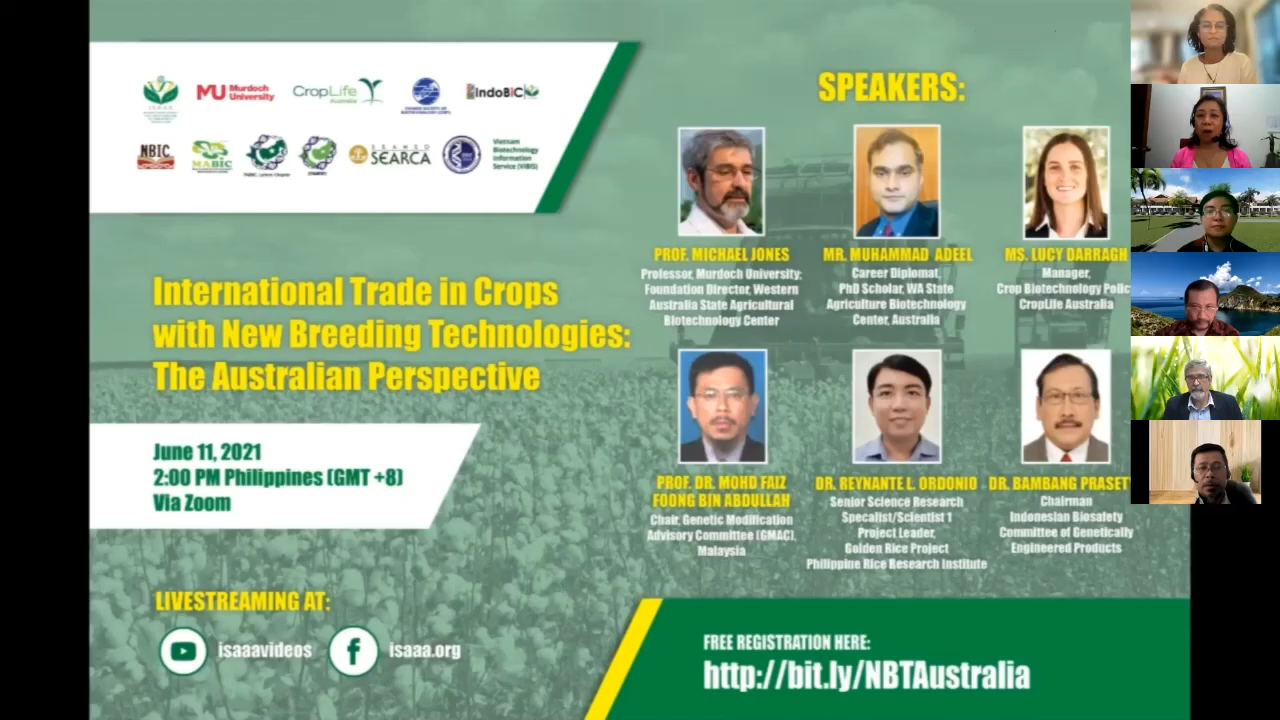 Murdoch
University
CropLife
Australia
IndoBiC
NBIC
MABIC
SEARCA
Vietnam
Biotechnology
Information
Service (VIBIS)
International Trade in Crops
with New Breeding Technologies:
The Australian Perspective
June 11, 2021
2:00 PM Philippines (GMT +8)
Via Zoom
LIVESTREAMING AT:
isaaavideos
isaaa.org
SPEAKERS:
PROF. MICHAEL JONES
Professor, Murdoch University;
Foundation Director, Western
Australia State Agricultural
Biotechnology Center
MR. MUHAMMAD ADEEL
Career Diplomat,
PhD Scholar, WA State
Agriculture Biotechnology
Center, Australia
MS. LUCY DARRAGH
Manager,
Crop Biotechnology Polic
CropLife Australia
PROF. DR. MOHD FAIZ
FOONG BIN ABDULLAH
Chair, Genetic Modification
Advisory Committee (GMAC),
Malaysia
DR. REYNANTE L. ORDONIO
Senior Science Research
Specalist/Scientist 1
Project Leader,
Golden Rice Project
Philippine Rice Research Institute
DR. BAMBANG PRASET
Chairman
Indonesian Biosafety
Committee of Genetically
Engineered Products
FREE REGISTRATION HERE:
http://bit.ly/NBTAustralia